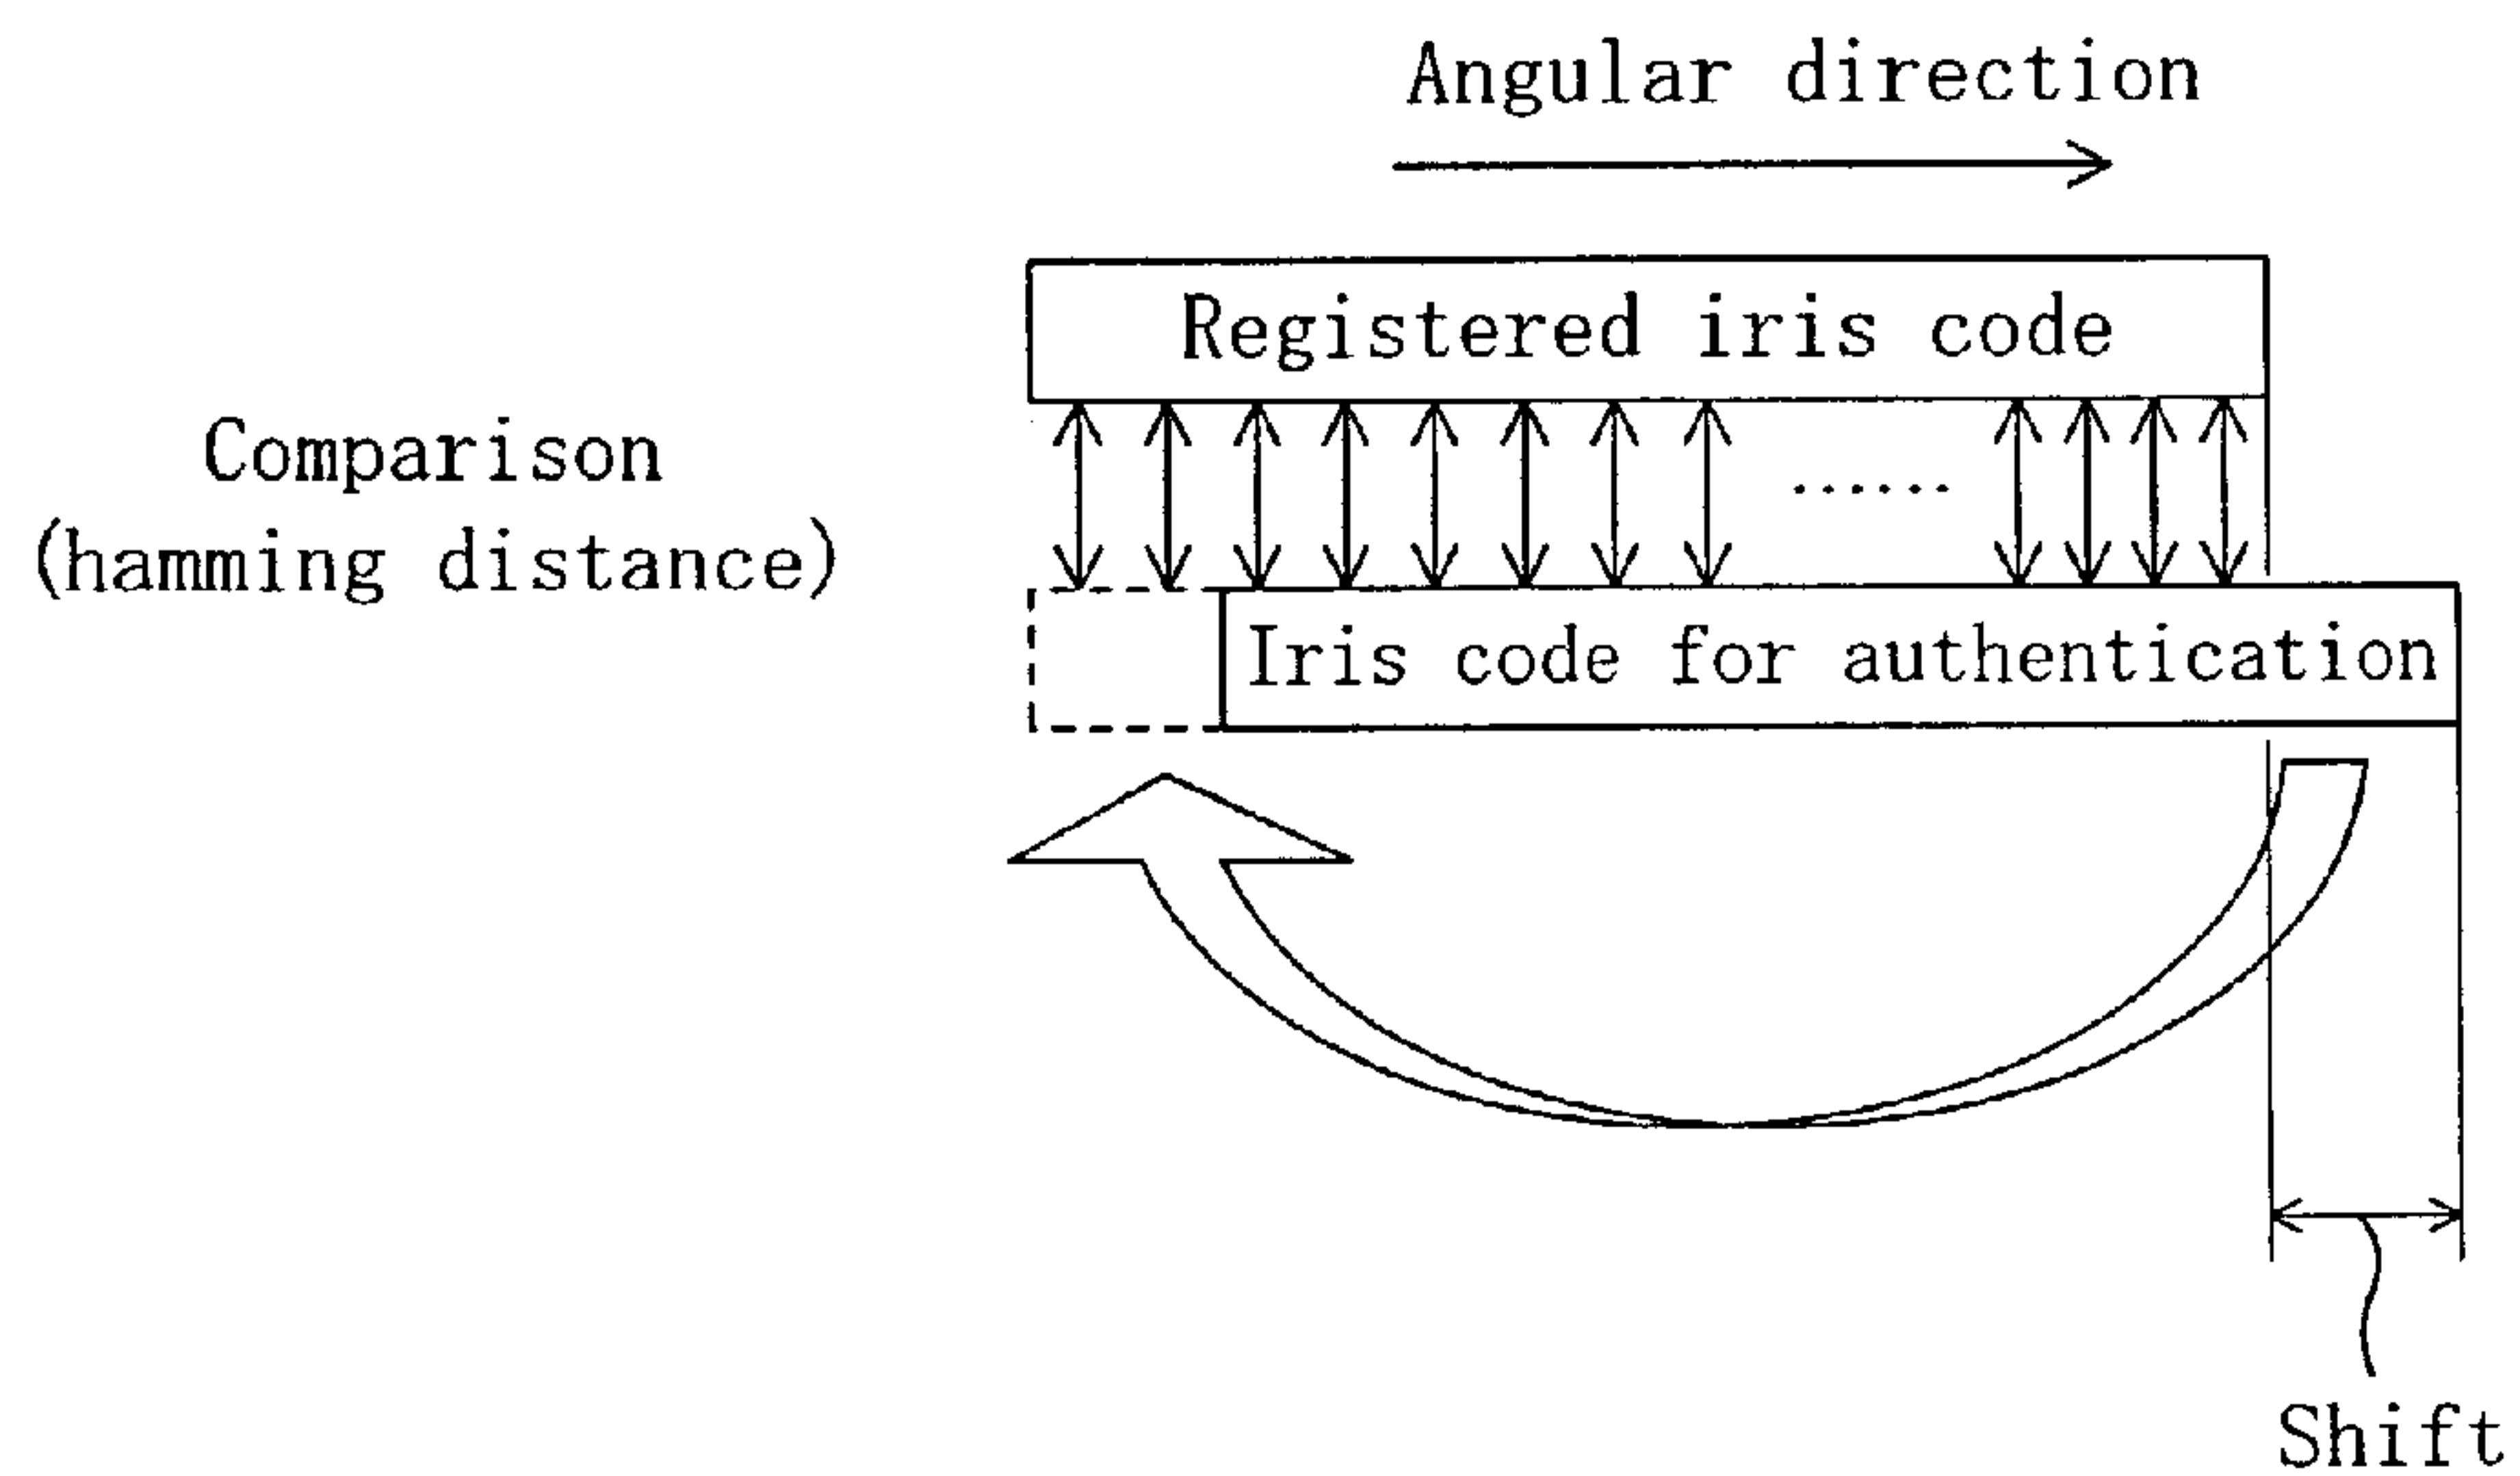 Angular direction
Registered iris code
Comparison
(hamming distance)
......
Iris code for authentication
Shift